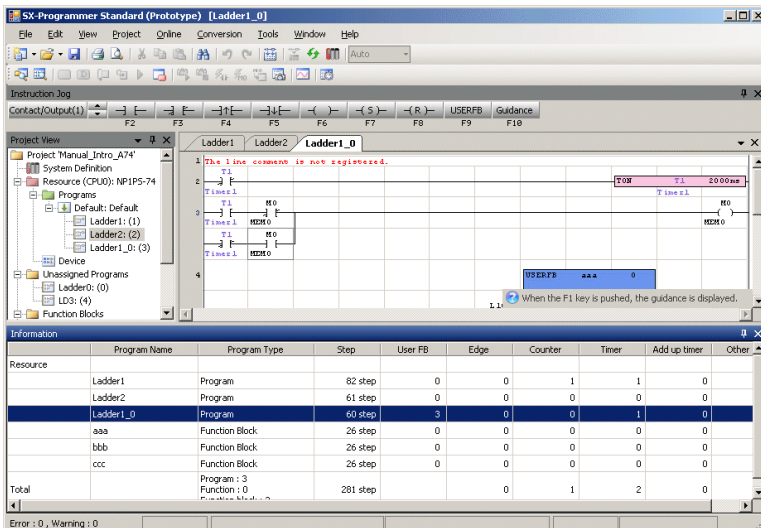 SX-Programmer Standard (Prototype) [Ladder1_0]
File Edit View Project Online Conversion Tools Window Help
Auto
Instruction Jog
Contact/Output(1) ( S ) ( R ) USERFB Guidance
F2 F3 F4 F5 F6 F7 F8 F9 F10
Project View
Project 'Manual_Intro_A74'
System Definition
Resource (CPU0): NP1PS-74
Programs
Default: Default
Ladder1: (1)
Ladder2: (2)
Ladder1_0: (3)
Device
Unassigned Programs
Ladder0: (0)
LD3: (4)
Function Blocks
Ladder1 Ladder2 Ladder1_0
1 The line comment is not registered.
T1
2 TON T1 2000ms
Timer1 Timer1
T1 M0 M0
3
Timer1 MEMO MEMO
T1 M0
Timer1 MEMO
4 USERFB aaa 0
When the F1 key is pushed, the guidance is displayed.
Information
Program Name Program Type Step User FB Edge Counter Timer Add up timer Other
Resource
Ladder1 Program 82 step 0 0 1 1 0
Ladder2 Program 61 step 0 0 0 0 0
Ladder1_0 Program 60 step 3 0 0 1 0
aaa Function Block 26 step 0 0 0 0 0
bbb Function Block 26 step 0 0 0 0 0
ccc Function Block 26 step 0 0 0 0 0
Program : 3
Total Function : 0 281 step 0 1 2 0
Error : 0 , Warning : 0